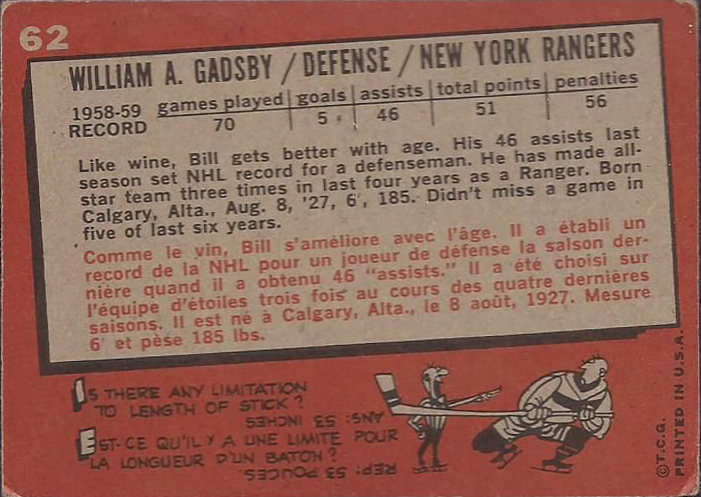 62
WILLIAM A. GADSBY / DEFENSE / NEW YORK RANGERS
1958-59 RECORD games played goals assists total points penalties
70 5 46 51 56
Like wine, Bill gets better with age. His 46 assists last
season set NHL record for a defenseman. He has made all-
star team three times in last four years as a Ranger. Born
Calgary, Alta., Aug. 8, '27, 6', 185. Didn't miss a game in
five of last six years.
Comme le vin, Bill s'améliore avec l'âge. Il a établi un
record de la NHL pour un joueur de défense la saison der-
nière quand il a obtenu 46 "assists." Il a été choisi sur
l'équipe d'étoiles trois fois au cours des quatre dernières
saisons. Il est né à Calgary, Alta., le 8 août, 1927. Mesure
6' et pèse 185 lbs.
IS THERE ANY LIMITATION
TO LENGTH OF STICK?
ANS: 53 INCHES
EST-CE QU'IL Y A UNE LIMITE POUR
LA LONGUEUR D'UN BATON?
REP: 53 POUCES.
©T.C.G.
PRINTED IN U.S.A.